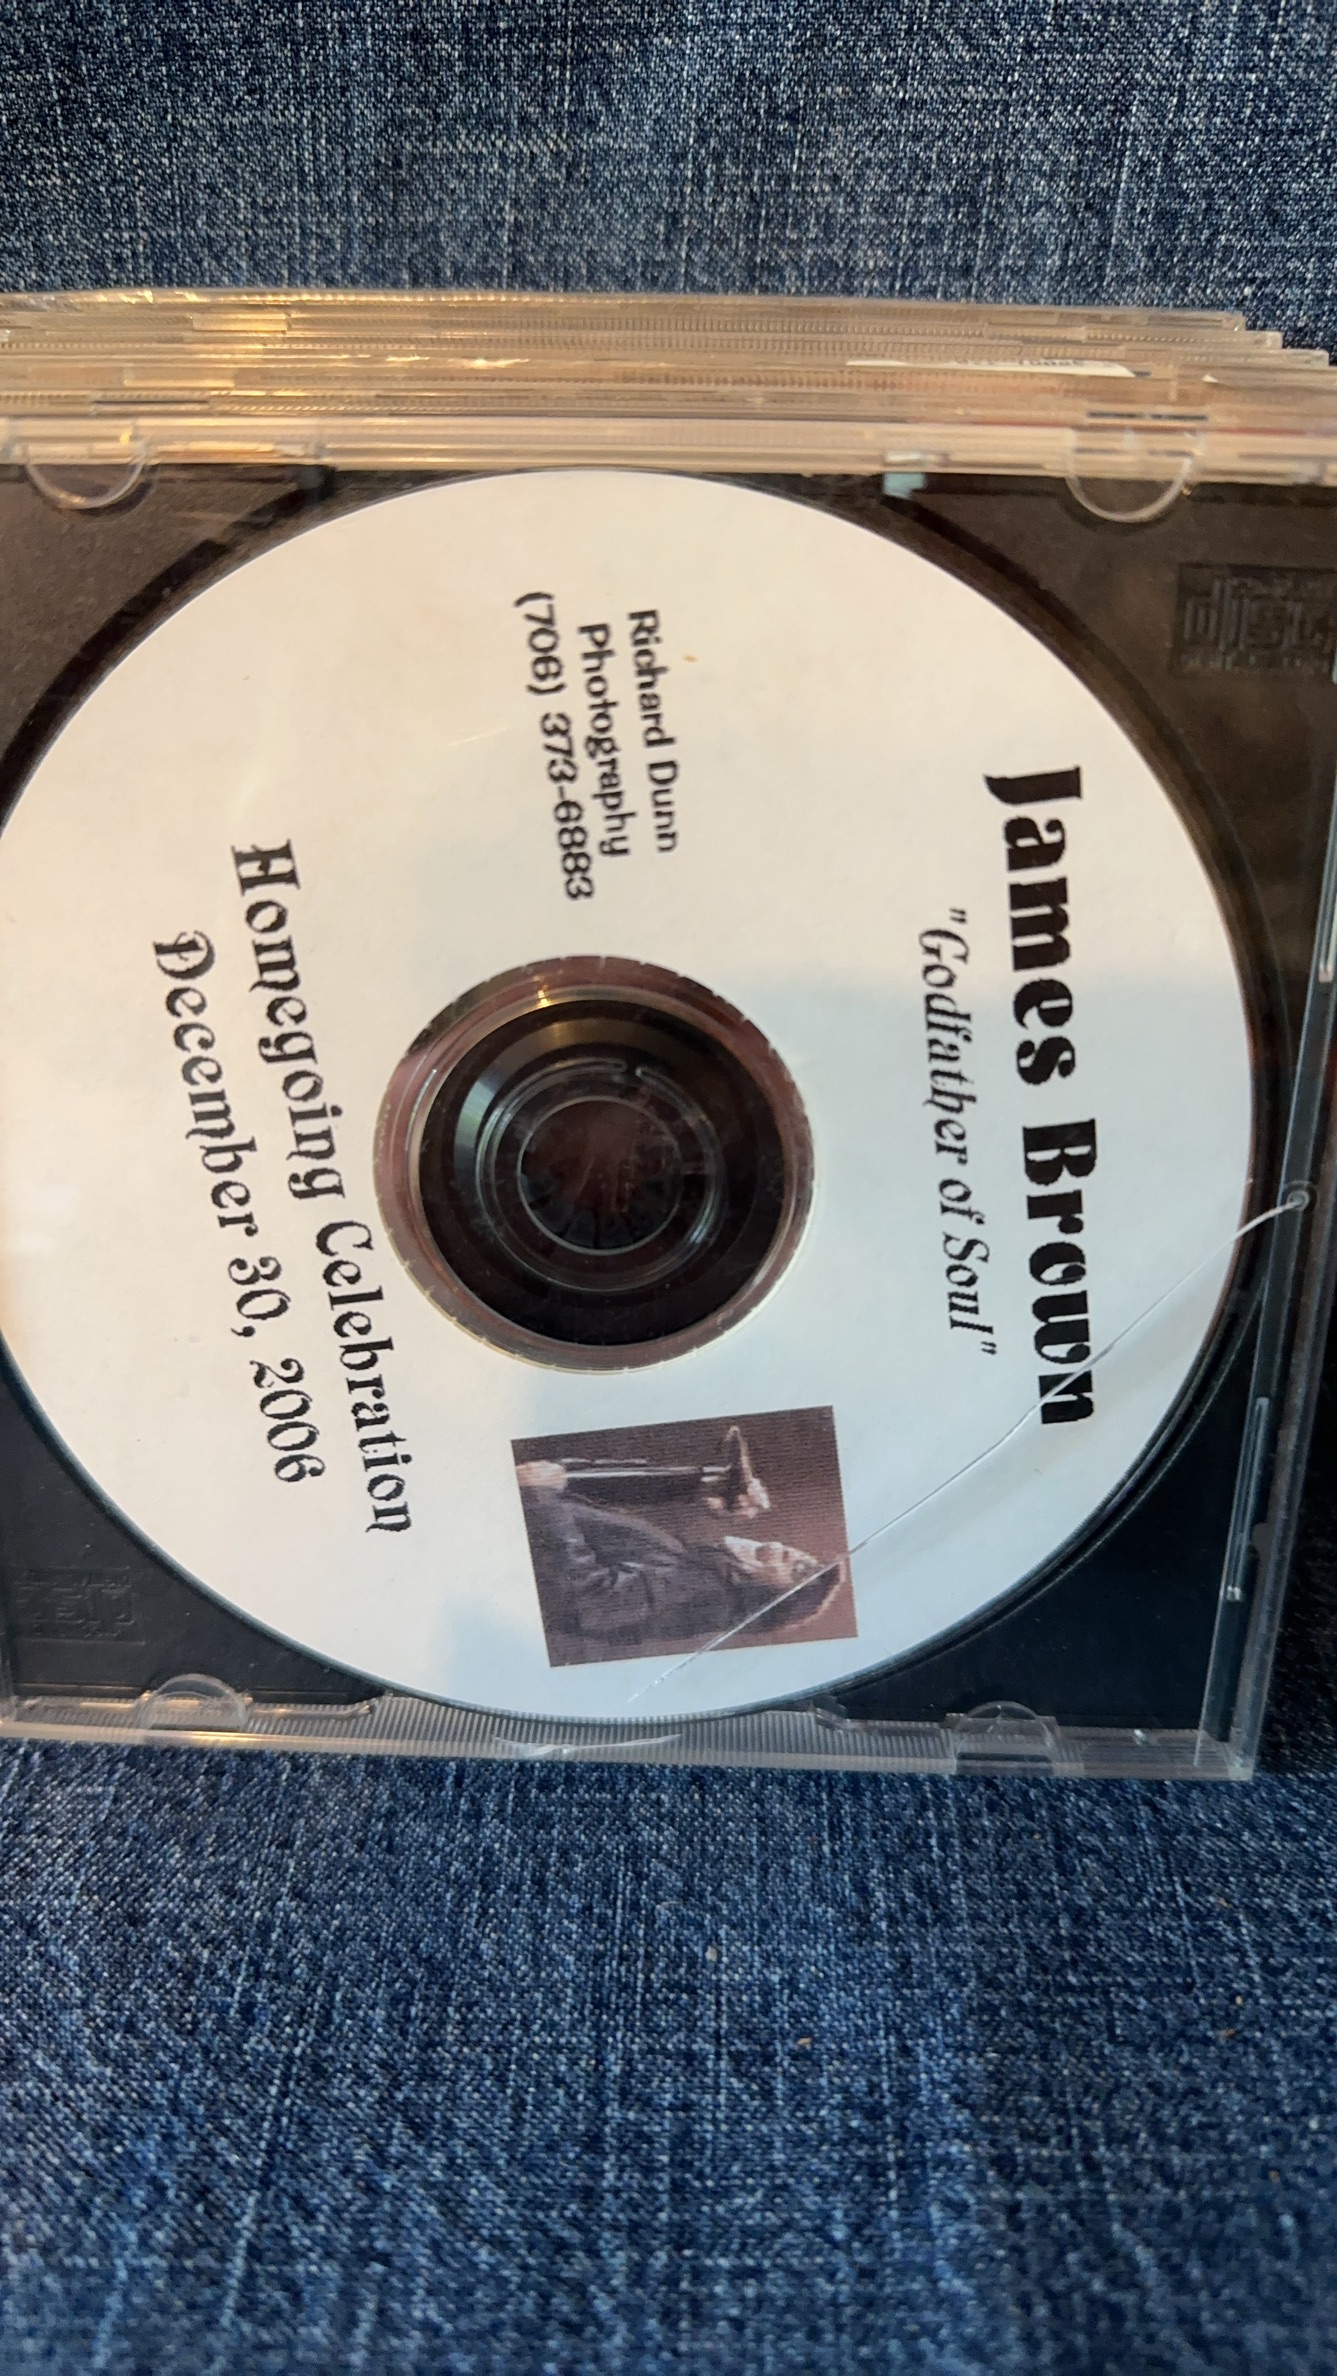 James Brown
"Godfather of Soul"
Richard Dunn
Photography
(706) 373-6883
Homegoing Celebration
December 30, 2006